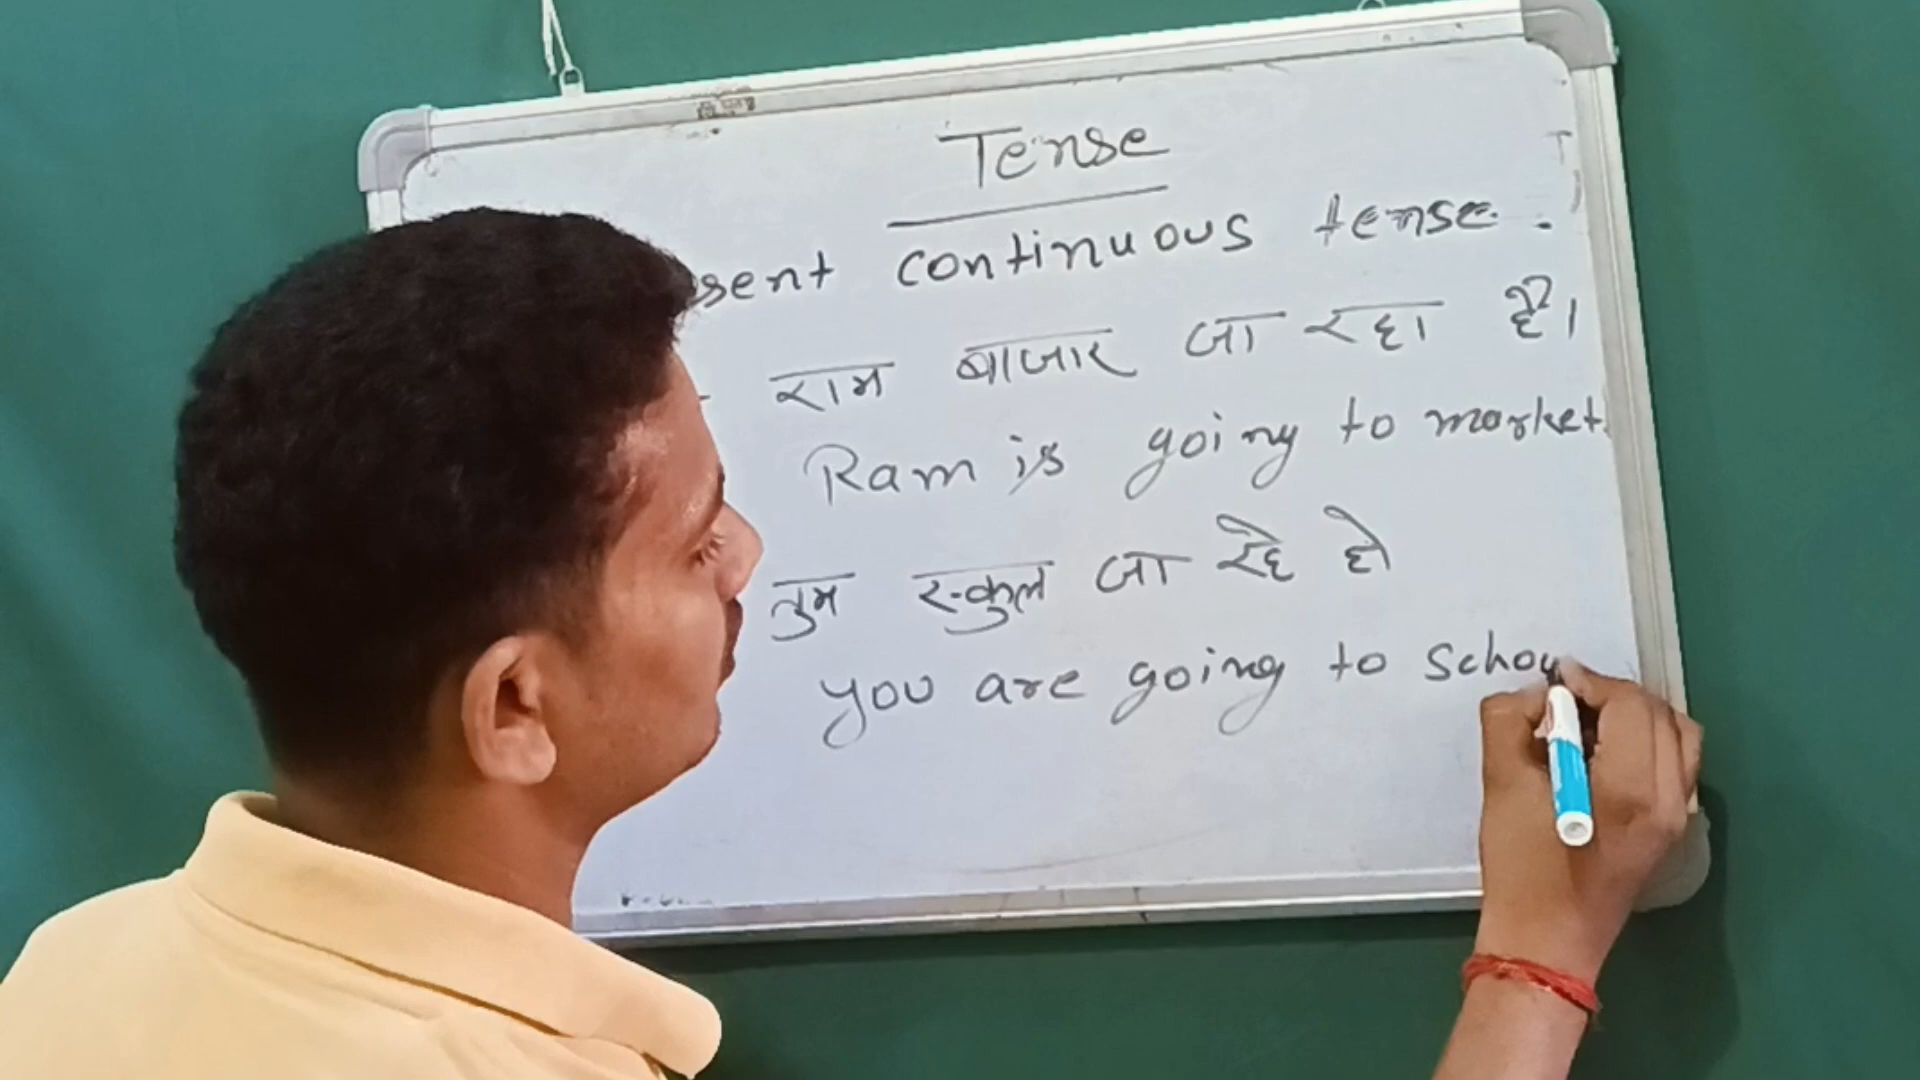 Tense
sent continuous tense.
राम बाजार जा रहा है।
Ram is going to market.
तुम स्कुल जा रहे हो
you are going to schoo